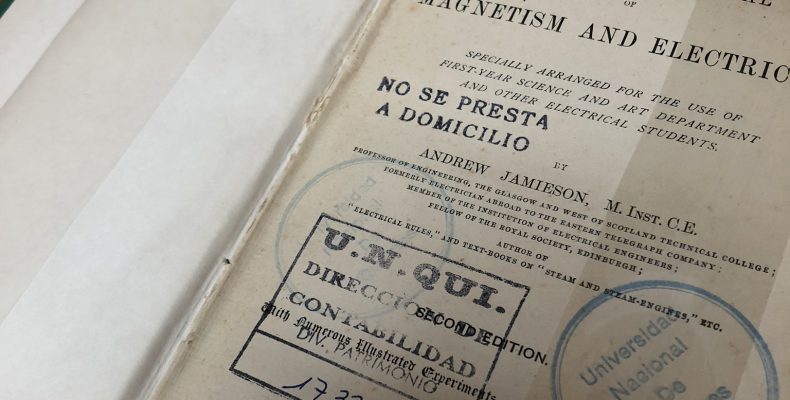 OF
MAGNETISM AND ELECTRIC
SPECIALLY ARRANGED FOR THE USE OF
FIRST-YEAR SCIENCE AND ART DEPARTMENT
AND OTHER ELECTRICAL STUDENTS.
NO SE PRESTA
A DOMICILIO
BY
ANDREW JAMIESON, M. INST. C.E.
PROFESSOR OF ENGINEERING, THE GLASGOW AND WEST OF SCOTLAND TECHNICAL COLLEGE;
FORMERLY ELECTRICIAN ABROAD TO THE EASTERN TELEGRAPH COMPANY;
MEMBER OF THE INSTITUTION OF ELECTRICAL ENGINEERS;
FELLOW OF THE ROYAL SOCIETY, EDINBURGH;
AUTHOR OF
"ELECTRICAL RULES," AND TEXT-BOOKS ON "STEAM AND STEAM-ENGINES," ETC.
U.N.QUI.
DIRECCION DE
CONTABILIDAD
DIV. PATRIMONIO
SECOND EDITION.
With Numerous Illustrated Experiments
Universidad
Nacional
De